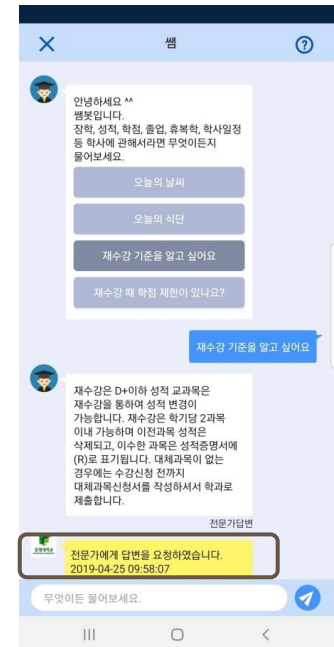 쌤
?
안녕하세요 ^^
쌤봇입니다.
장학, 성적, 학점, 졸업, 휴복학, 학사일정
등 학사에 관해서라면 무엇이든지
물어보세요.
오늘의 날씨
오늘의 식단
재수강 기준을 알고 싶어요
재수강 때 학점 제한이 있나요?
재수강 기준을 알고 싶어요
재수강은 D+이하 성적 교과목은
재수강을 통하여 성적 변경이
가능합니다. 재수강은 학기당 2과목
이내 가능하며 이전과목 성적은
삭제되고, 이수한 과목은 성적증명서에
(R)로 표기됩니다. 대체과목이 없는
경우에는 수강신청 전까지
대체과목신청서를 작성하셔서 학과로
제출합니다.
전문가답변
전문가에게 답변을 요청하였습니다.
2019-04-25 09:58:07
무엇이든 물어보세요.